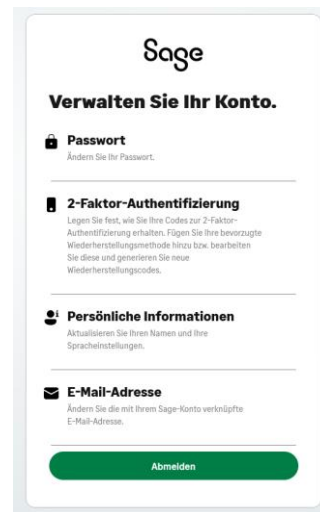 Sage
Verwalten Sie Ihr Konto.
Passwort
Ändern Sie Ihr Passwort.
2-Faktor-Authentifizierung
Legen Sie fest, wie Sie Ihre Codes zur 2-Faktor-
Authentifizierung erhalten. Fügen Sie Ihre bevorzugte
Wiederherstellungsmethode hinzu bzw. bearbeiten
Sie diese und generieren Sie neue
Wiederherstellungscodes.
Persönliche Informationen
Aktualisieren Sie Ihren Namen und Ihre
Spracheinstellungen.
E-Mail-Adresse
Ändern Sie die mit Ihrem Sage-Konto verknüpfte
E-Mail-Adresse.
Abmelden